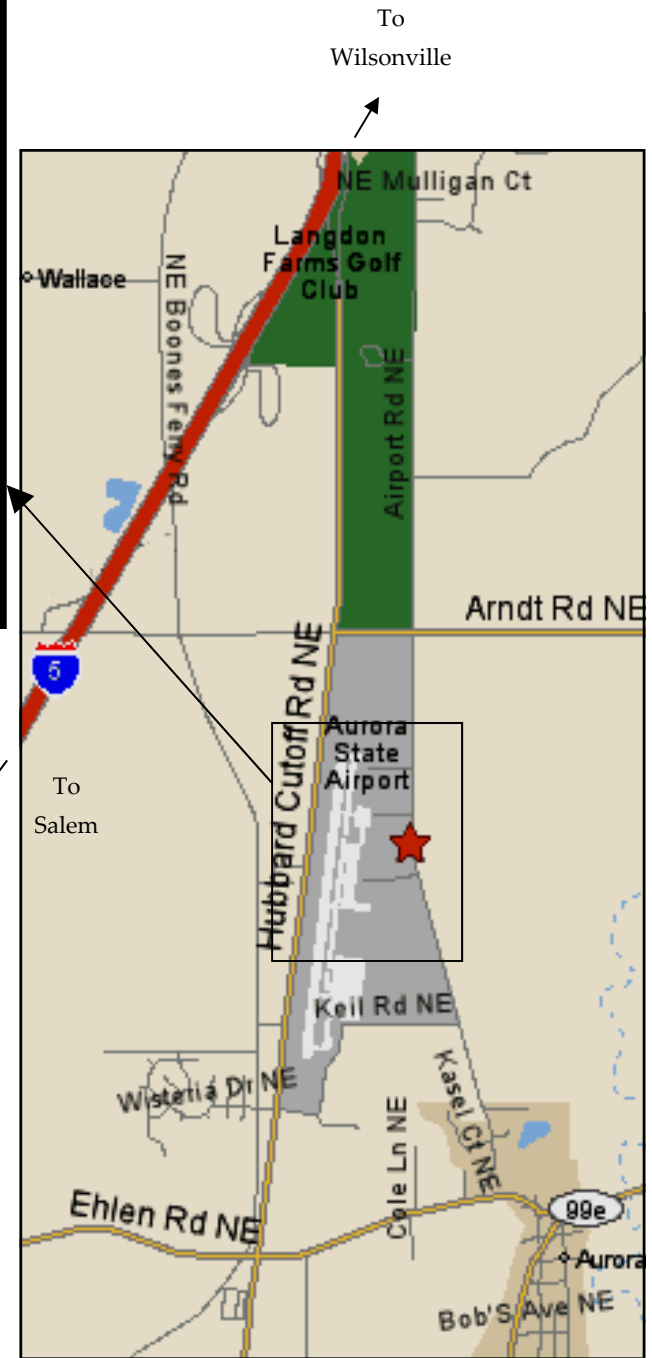 To
Wilsonville
NE Mulligan Ct
Langdon
Farms Golf
Club
Wallace
NE Boones Ferry Rd
Airport Rd NE
Arndt Rd NE
5
Hubbard Cutoff Rd NE
Aurora
State
Airport
To
Salem
Keil Rd NE
Wisteria Dr NE
Kasel Ct NE
Cole Ln NE
Ehlen Rd NE
99e
Aurora
Bob'S Ave NE